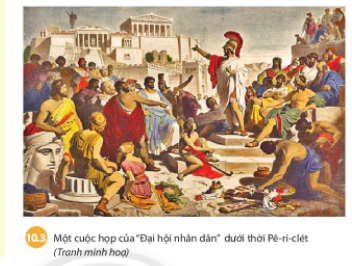 10.3 Một cuộc họp của "Đại hội nhân dân" dưới thời Pê-ri-clét
(Tranh minh hoạ)